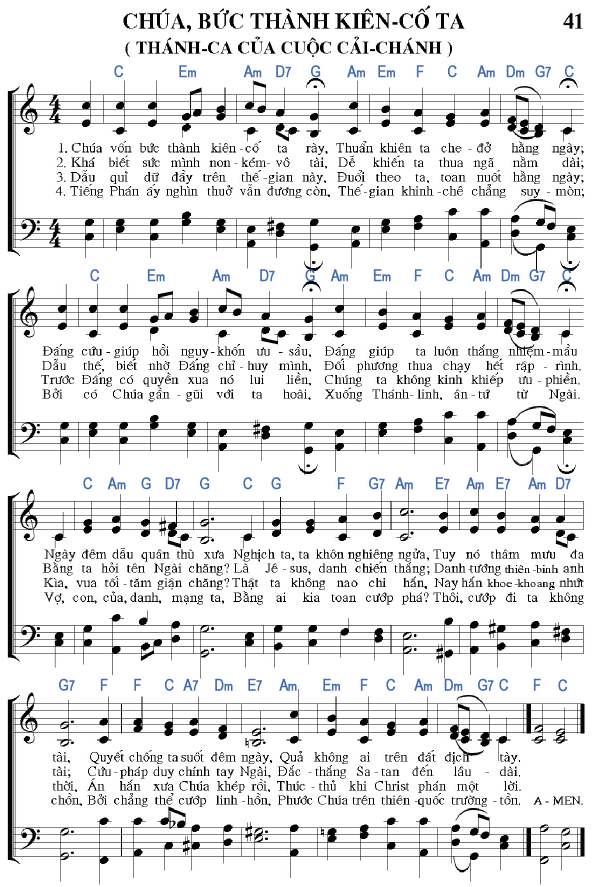 CHÚA, BỨC THÀNH KIÊN-CỐ TA 41
( THÁNH-CA CỦA CUỘC CẢI-CHÁNH )
C Em Am D7 G Am Em F C Am Dm G7 C
1. Chúa vốn bức thành kiên-cố ta rày, Thuẩn khiên ta che-đở hằng ngày;
2. Khá biết sức mình non-kém-vô tài, Dễ khiến ta thua ngã nằm dài;
3. Dẫu quỉ dữ đầy trên thế-gian này, Đuổi theo ta, toan nuốt hằng ngày;
4. Tiếng Phán ấy nghìn thuở vẫn đương còn, Thế-gian khinh-chê chẳng suy-mòn;
C Em Am D7 G Am Em F C Am Dm G7 C
Đấng cứu-giúp hồi nguy-khốn ưu-sầu, Đấng giúp ta luôn thắng nhiệm-mầu
Dẫu thế, biết nhờ Đấng chỉ-huy mình, Đối phương thua chạy hết rập-rình.
Trước Đấng có quyền xua nó lui liền, Chúng ta không kinh khiếp ưu-phiền.
Bởi có Chúa gần-gũi với ta hoài, Xuống Thánh-linh, ân-tứ từ Ngài.
C Am G D7 G C G F G7 Am E7 Am E7 Am D7
Ngày đêm dẫu quân thù xưa Nghịch ta, ta khôn nghiêng ngửa, Tuy nó thâm mưu đa
Bằng ta hỏi tên Ngài chăng? Là Jê-sus, danh chiến thắng; Danh-tướng thiên-binh anh
Kìa, vua tối-tăm giận chăng? Thật ta không nao chi hắn, Nay hắn khoe-khoang nhứt
Vợ, con, của, danh, mạng ta, Bằng ai kia toan cướp phá? Thôi, cướp đi ta không
G7 F F C A7 Dm E7 Am Em F C Am Dm G7 C F C
tài, Quyết chống ta suốt đêm ngày, Quả không ai trên đất địch tày.
tài; Cứu-pháp duy chính tay Ngài, Đắc-thắng Sa-tan đến lâu-dài.
thời, Án hắn xưa Chúa khép rồi, Thúc-thủ khi Christ phán một lời.
chồn, Bởi chẳng thể cướp linh-hồn, Phước Chúa trên thiên-quốc trường-tồn. A-MEN.